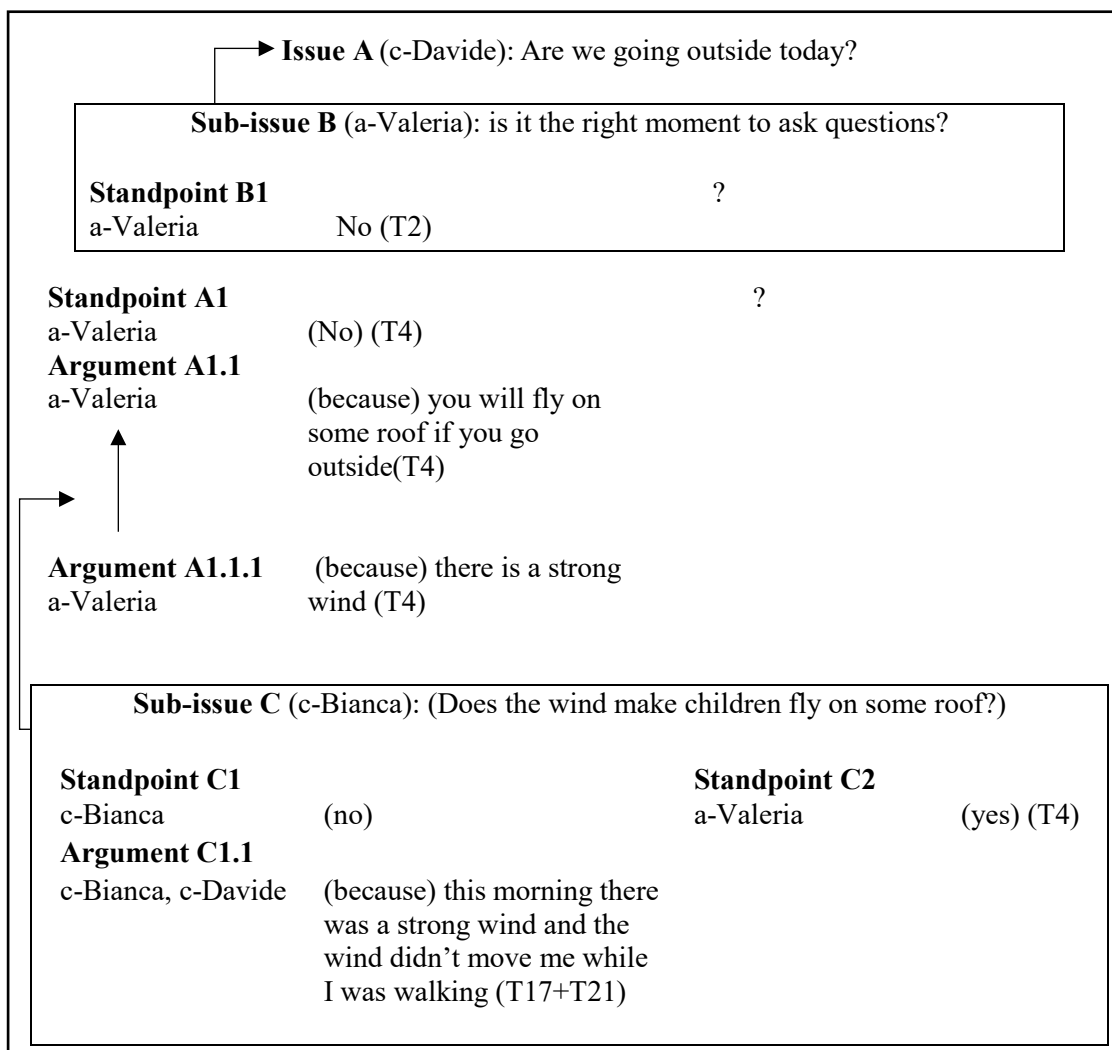 Issue A (c-Davide): Are we going outside today?
Sub-issue B (a-Valeria): is it the right moment to ask questions?
Standpoint B1 ?
a-Valeria No (T2)
Standpoint A1 ?
a-Valeria (No) (T4)
Argument A1.1
a-Valeria (because) you will fly on
some roof if you go
outside(T4)
Argument A1.1.1 (because) there is a strong
a-Valeria wind (T4)
Sub-issue C (c-Bianca): (Does the wind make children fly on some roof?)
Standpoint C1 Standpoint C2
c-Bianca (no) a-Valeria (yes) (T4)
Argument C1.1
c-Bianca, c-Davide (because) this morning there
was a strong wind and the
wind didn’t move me while
I was walking (T17+T21)